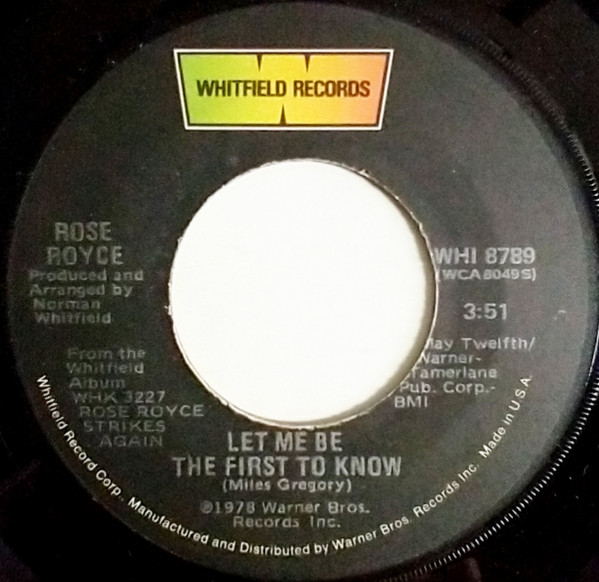 WHITFIELD RECORDS
ROSE
ROYCE
Produced and
Arranged by
Norman
Whitfield
From the
Whitfield
Album
WHK 3227
ROSE ROYCE
STRIKES
AGAIN
WHI 8789
(WCA8049S)
3:51
May Twelfth/
Warner-
Tamerlane
Pub. Corp.-
BMI
LET ME BE
THE FIRST TO KNOW
(Miles Gregory)
℗1978 Warner Bros.
Records Inc.
Whitfield Record Corp. Manufactured and Distributed by Warner Bros. Records Inc. Made in U.S.A.